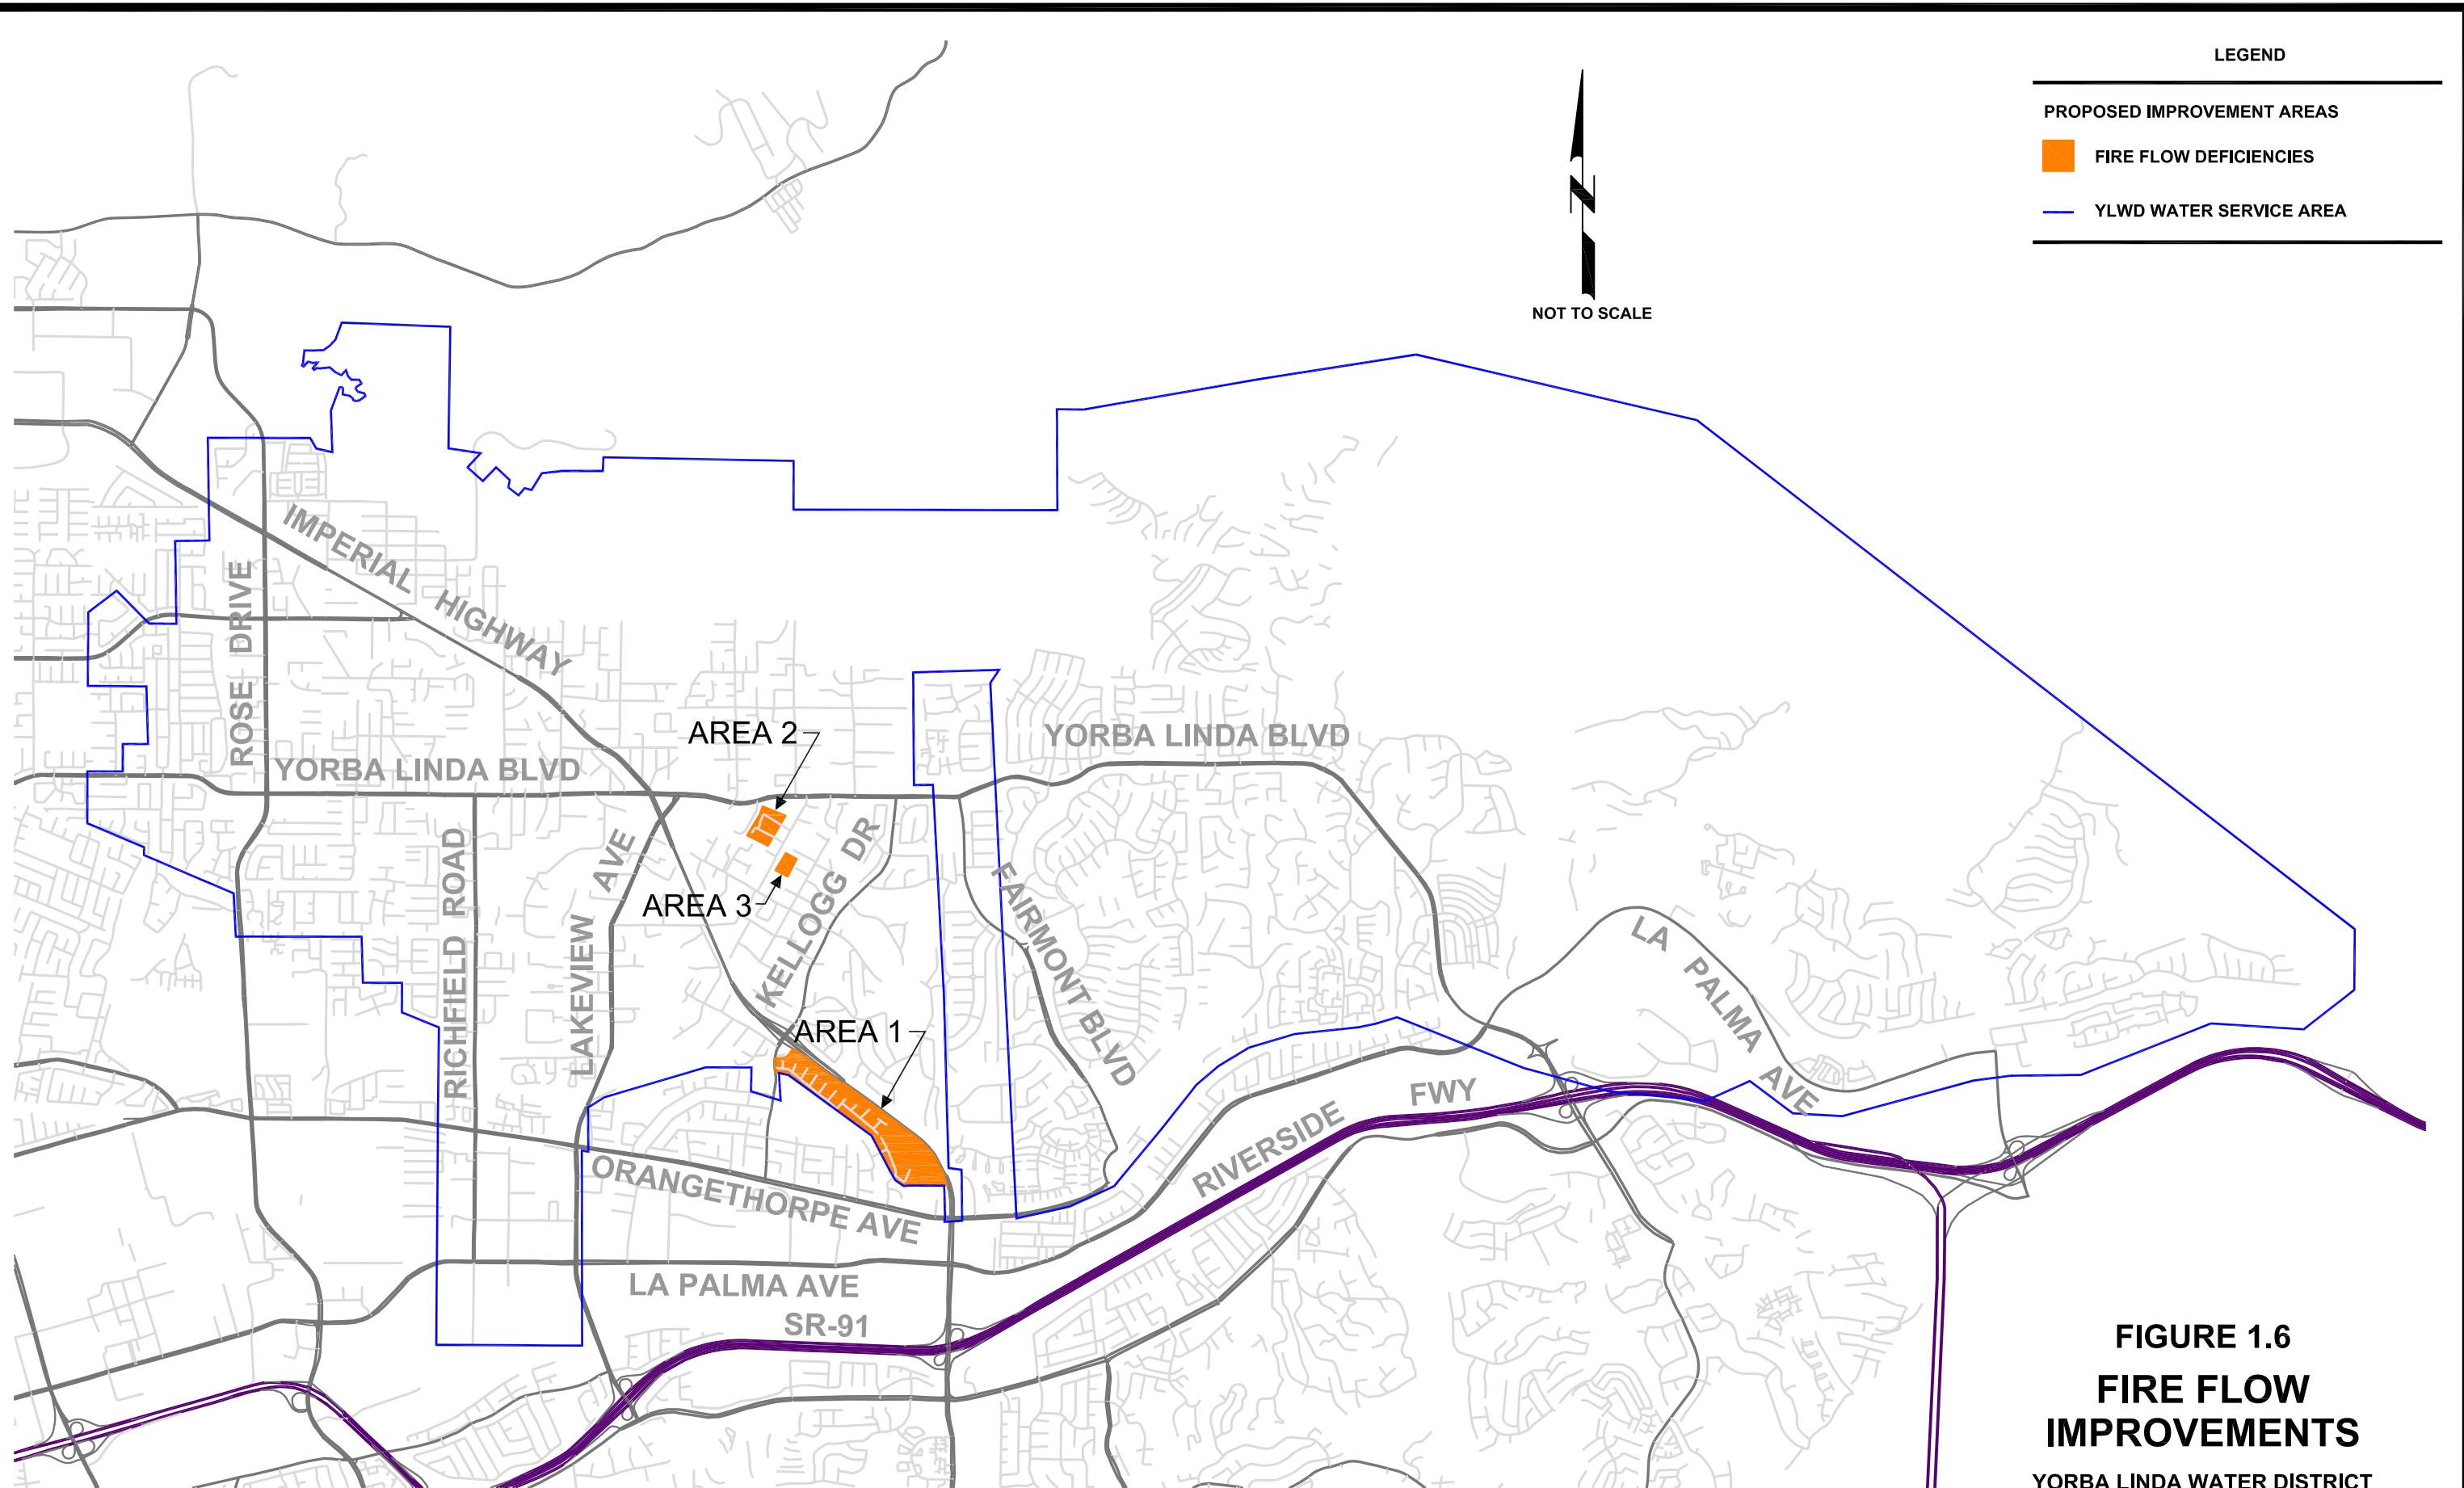 LEGEND
PROPOSED IMPROVEMENT AREAS
FIRE FLOW DEFICIENCIES
YLWD WATER SERVICE AREA
N
NOT TO SCALE
IMPERIAL HIGHWAY
ROSE DRIVE
AREA 2
YORBA LINDA BLVD
YORBA LINDA BLVD
RICHFIELD ROAD
LAKEVIEW AVE
AREA 3
KELLOGG DR
FAIRMONT BLVD
LA PALMA AVE
AREA 1
RIVERSIDE FWY
ORANGETHORPE AVE
LA PALMA AVE
SR-91
FIGURE 1.6
FIRE FLOW
IMPROVEMENTS
YORBA LINDA WATER DISTRICT